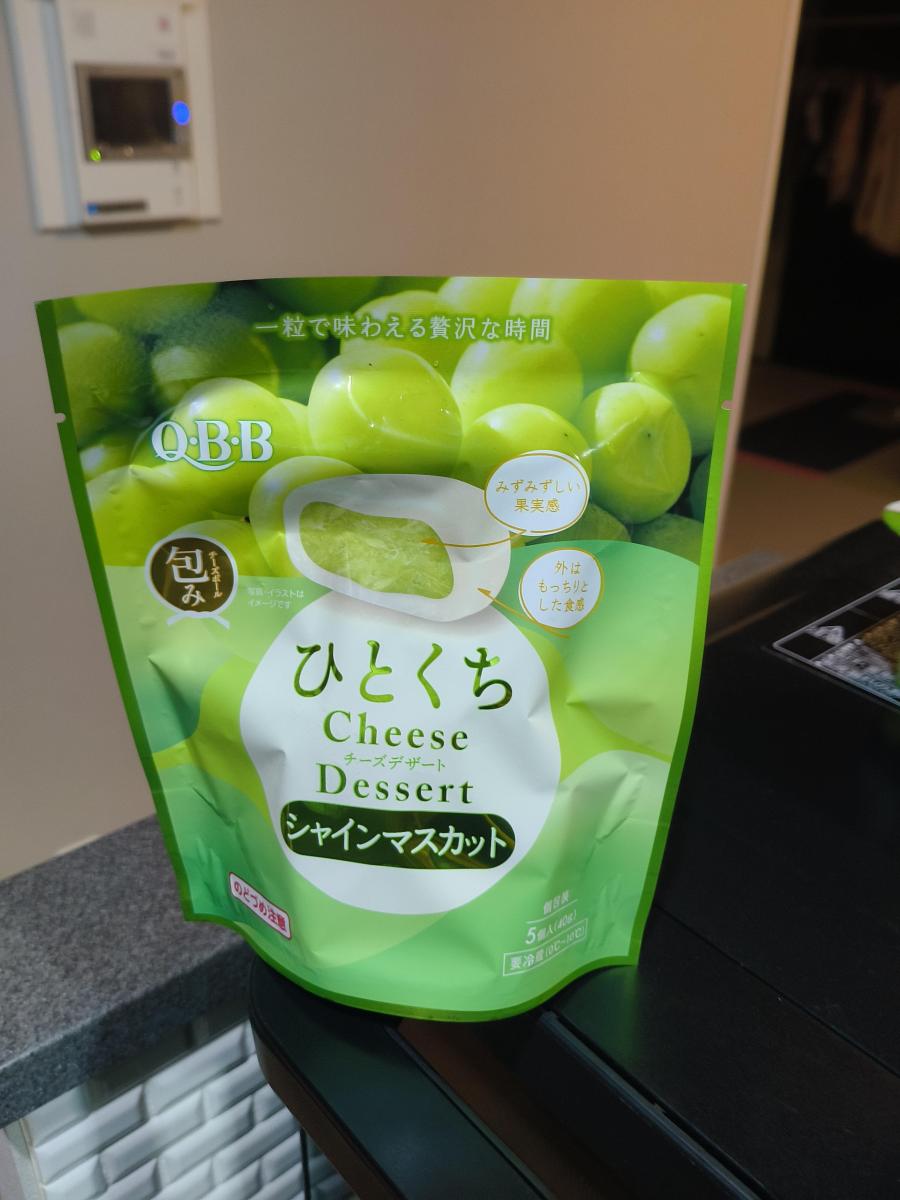 一粒で味わえる贅沢な時間
Q・B・B
みずみずしい
果実感
包み
チーズボール
写真・イラストは
イメージです
外は
もっちりと
した食感
ひとくち
Cheese
チーズデザート
Dessert
シャインマスカット
のどづめ注意
個包装
5個入(40g)
要冷蔵(0℃~10℃)